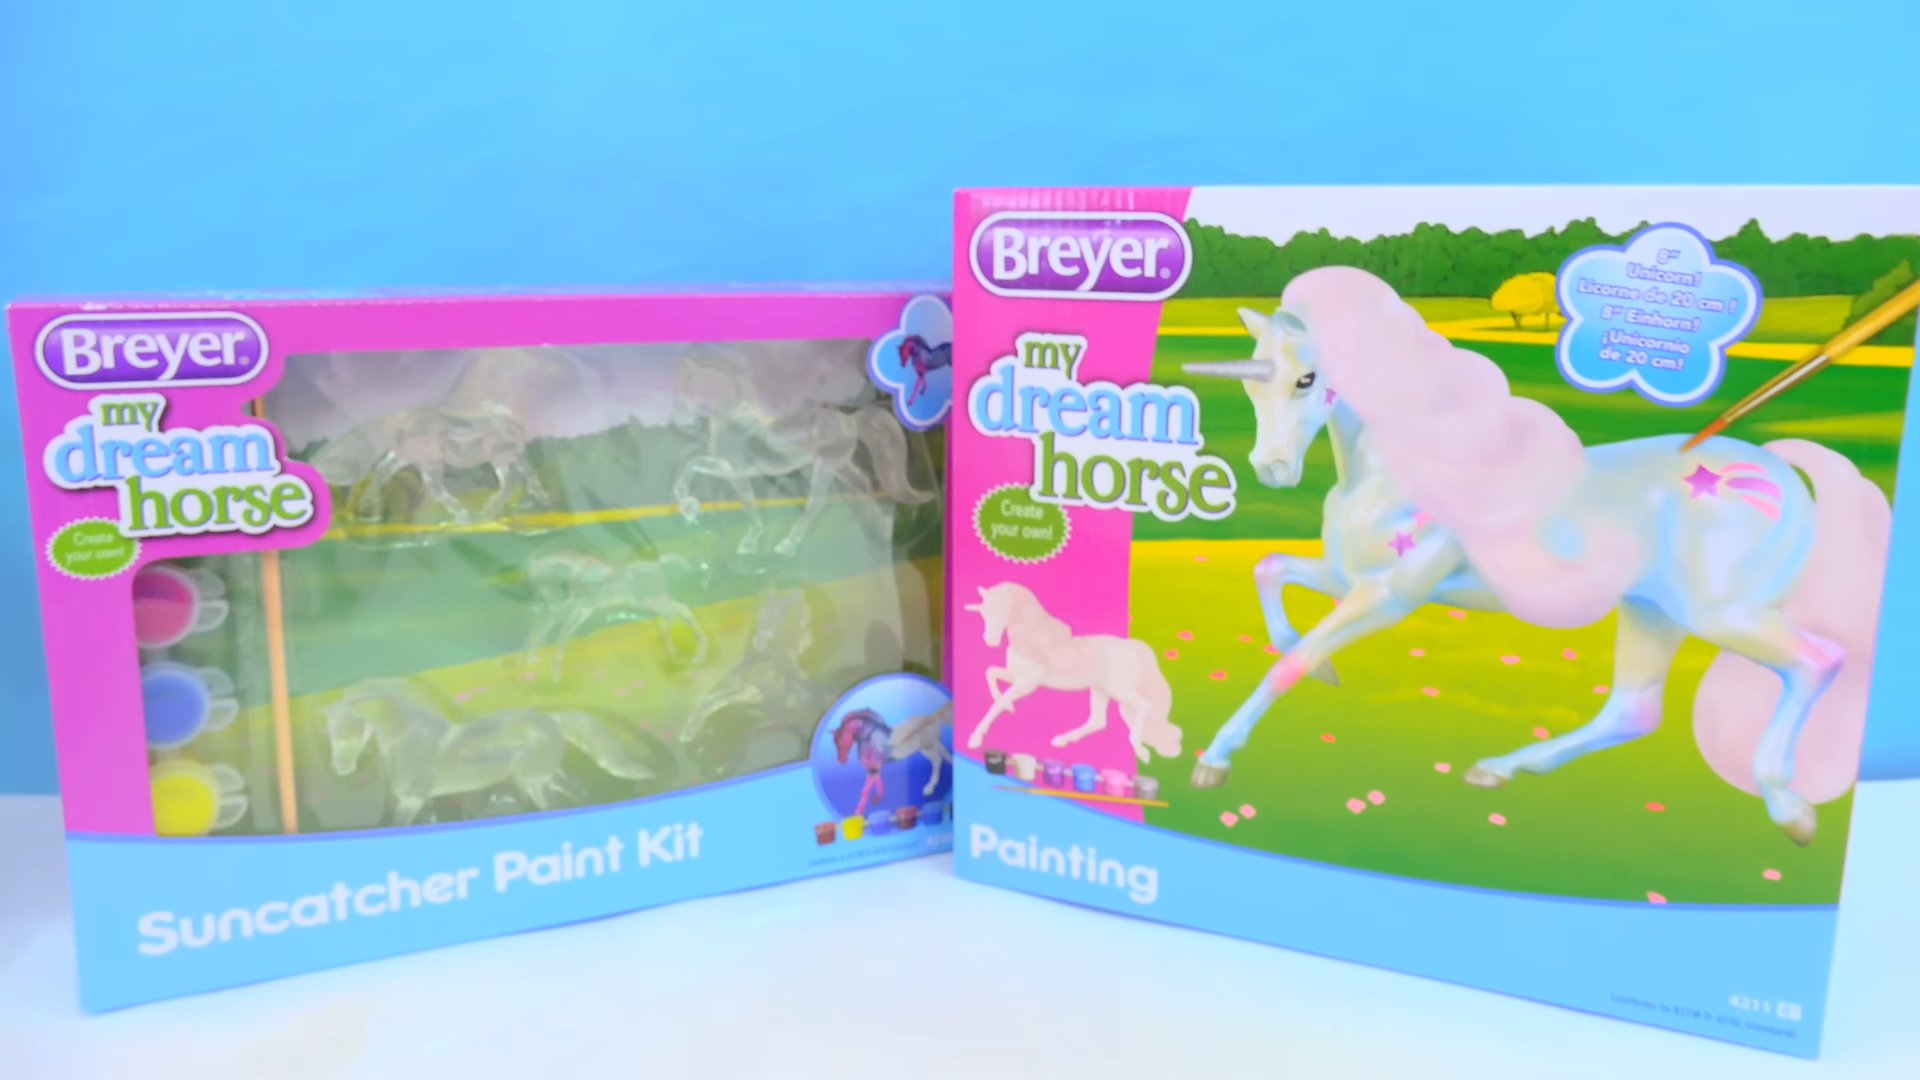 Breyer®
my
dream
horse
Create
your own!
Suncatcher Paint Kit
Breyer®
my
dream
horse
Create
your own!
8"
Unicorn!
Licorne de 20 cm !
8" Einhorn!
¡Unicornio
de 20 cm!
Painting
4211